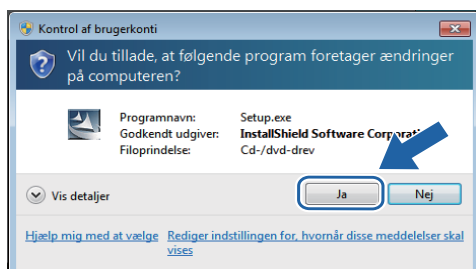 Kontrol af brugerkonti
Vil du tillade, at følgende program foretager ændringer
på computeren?
Programnavn: Setup.exe
Godkendt udgiver: InstallShield Software Corporati
Filoprindelse: Cd-/dvd-drev
Vis detaljer Ja Nej
Hjælp mig med at vælge Rediger indstillingen for, hvornår disse meddelelser skal
vises